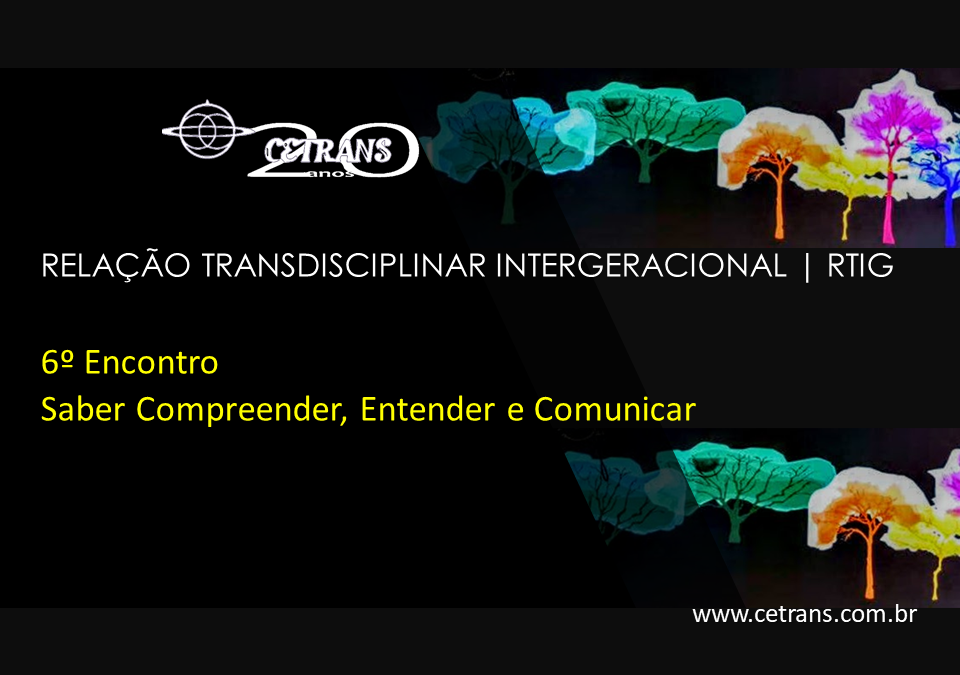 CETRANS
20
anos
RELAÇÃO TRANSDISCIPLINAR INTERGERACIONAL | RTIG
6º Encontro
Saber Compreender, Entender e Comunicar
www.cetrans.com.br